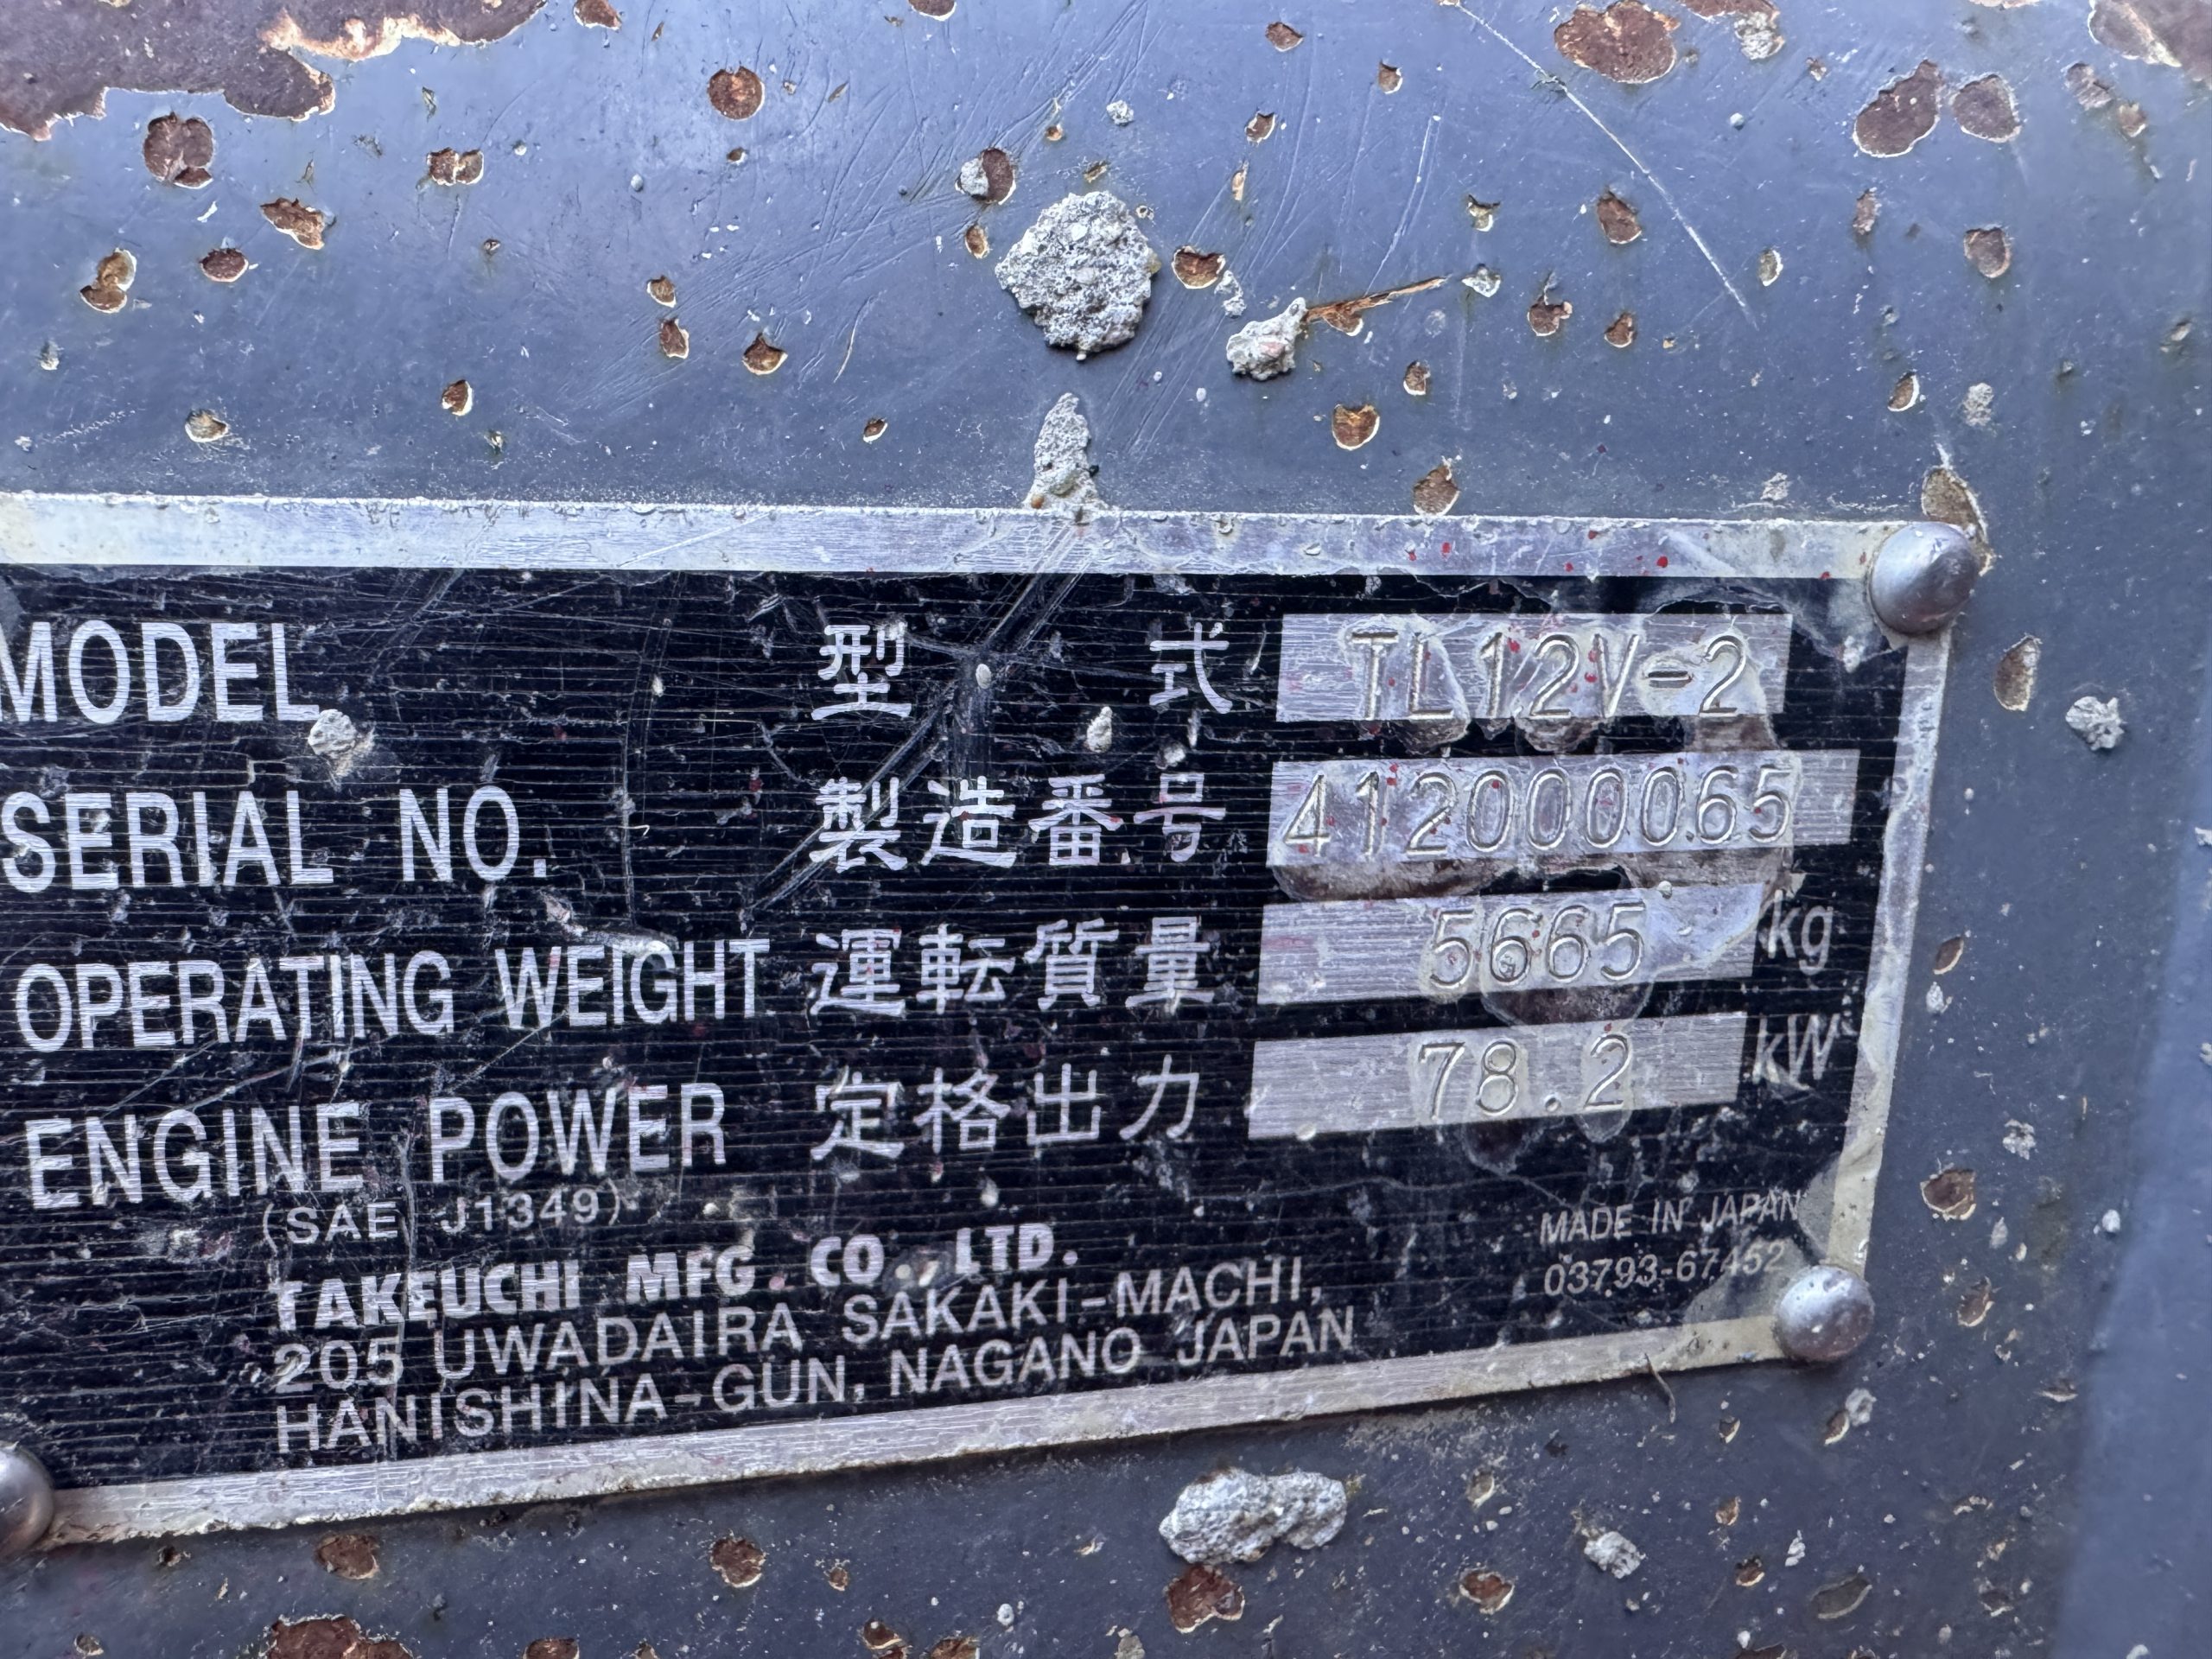 MODEL 型式 TL12V-2
SERIAL NO. 製造番号 412000065
OPERATING WEIGHT 運転質量 5665 kg
ENGINE POWER 定格出力 78.2 kW
(SAE J1349)
TAKEUCHI MFG. CO., LTD.
205 UWADAIRA SAKAKI-MACHI,
HANISHINA-GUN, NAGANO JAPAN
MADE IN JAPAN
03793-67452